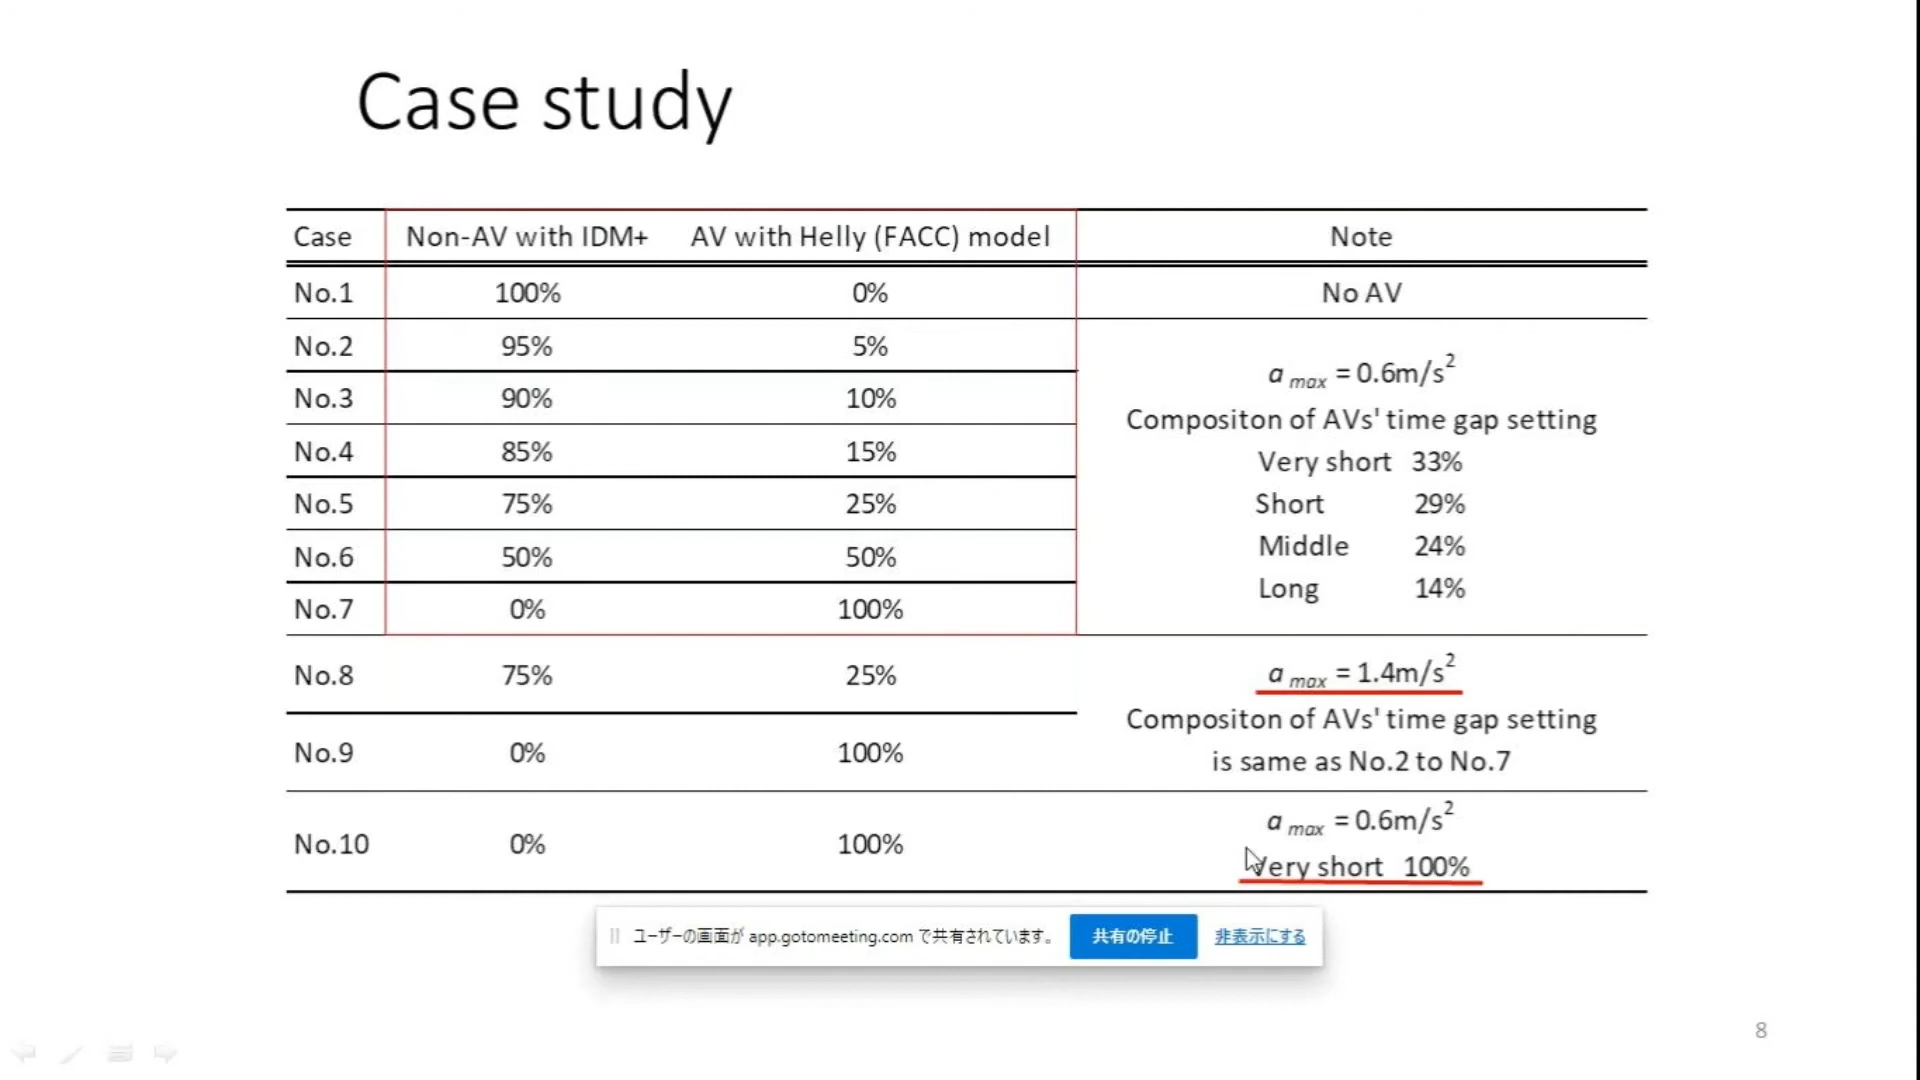 Case study
Case Non-AV with IDM+ AV with Helly (FACC) model Note
No.1 100% 0% No AV
No.2 95% 5%
No.3 90% 10%
No.4 85% 15%
No.5 75% 25%
No.6 50% 50%
No.7 0% 100%
a max = 0.6m/s²
Compositon of AVs' time gap setting
Very short 33%
Short 29%
Middle 24%
Long 14%
No.8 75% 25%
No.9 0% 100%
a max = 1.4m/s²
Compositon of AVs' time gap setting
is same as No.2 to No.7
No.10 0% 100%
a max = 0.6m/s²
Very short 100%
ユーザーの画面が app.gotomeeting.com で共有されています。 共有の停止 非表示にする
8